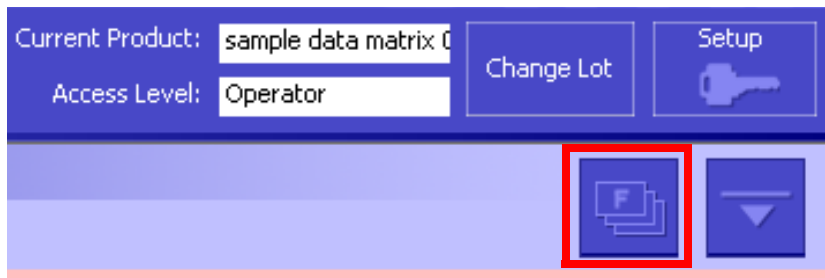 Current Product: sample data matrix
Access Level: Operator
Change Lot
Setup
F